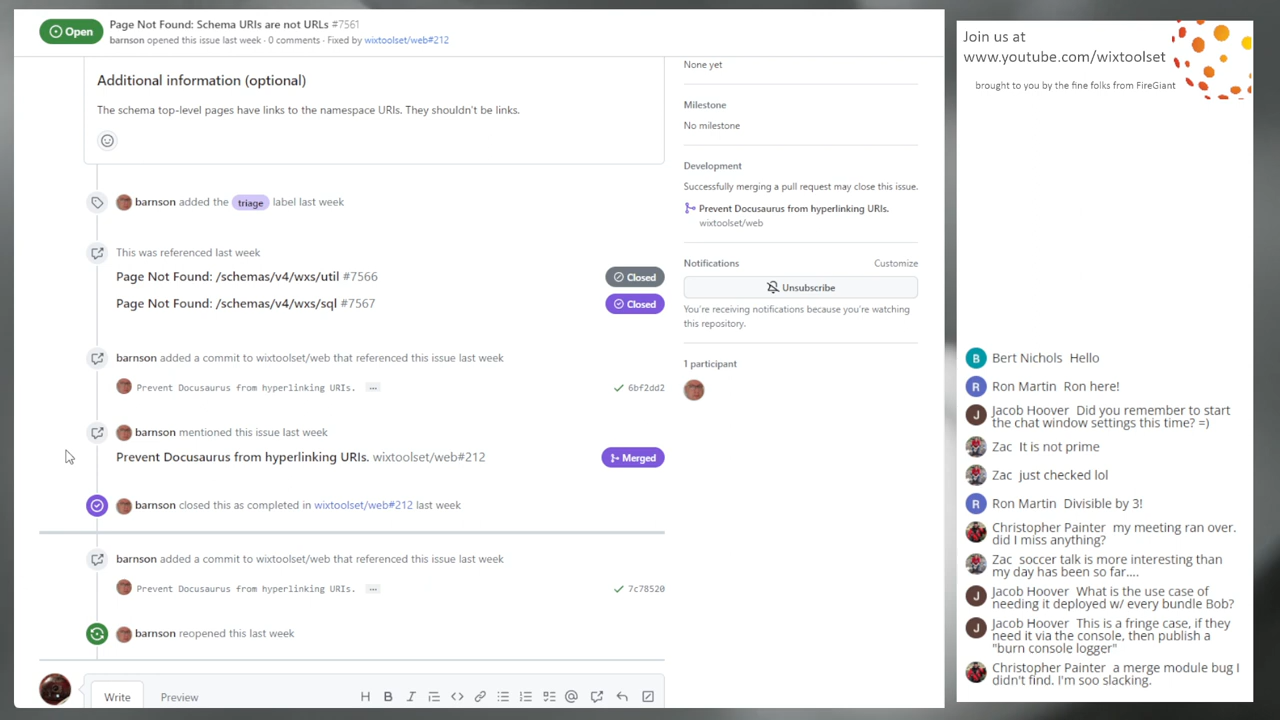 Open
Page Not Found: Schema URIs are not URLs #7561
barnson opened this issue last week · 0 comments · Fixed by wixtoolset/web#212
Additional information (optional)
The schema top-level pages have links to the namespace URIs. They shouldn't be links.
barnson added the triage label last week
This was referenced last week
Page Not Found: /schemas/v4/wxs/util #7566
Closed
Page Not Found: /schemas/v4/wxs/sql #7567
Closed
barnson added a commit to wixtoolset/web that referenced this issue last week
Prevent Docusaurus from hyperlinking URIs. ...
6bf2dd2
barnson mentioned this issue last week
Prevent Docusaurus from hyperlinking URIs. wixtoolset/web#212
Merged
barnson closed this as completed in wixtoolset/web#212 last week
barnson added a commit to wixtoolset/web that referenced this issue last week
Prevent Docusaurus from hyperlinking URIs. ...
7c78520
barnson reopened this last week
Write
Preview
None yet
Milestone
No milestone
Development
Successfully merging a pull request may close this issue.
Prevent Docusaurus from hyperlinking URIs.
wixtoolset/web
Notifications
Customize
Unsubscribe
You're receiving notifications because you're watching
this repository.
1 participant
Join us at
www.youtube.com/wixtoolset
brought to you by the fine folks from FireGiant
B Bert Nichols Hello
R Ron Martin Ron here!
J Jacob Hoover Did you remember to start
the chat window settings this time? =)
Zac It is not prime
Zac just checked lol
R Ron Martin Divisible by 3!
Christopher Painter my meeting ran over.
did I miss anything?
Zac soccer talk is more interesting than
my day has been so far....
J Jacob Hoover What is the use case of
needing it deployed w/ every bundle Bob?
J Jacob Hoover This is a fringe case, if they
need it via the console, then publish a
"burn console logger"
Christopher Painter a merge module bug I
didn't find. I'm soo slacking.